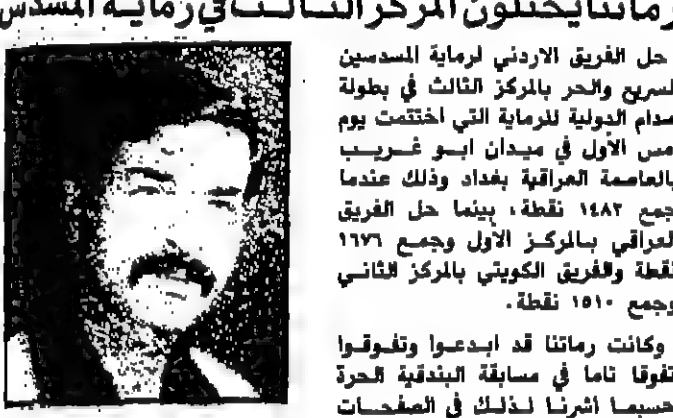 رماتنا يحتلون المركز الثالث في رماية المسدس
حل الفريق الاردني لرماية المسدسين
السريع والحر بالمركز الثالث في بطولة
صدام الدولية للرماية التي اختتمت يوم
امس الأول في ميدان ابو غريب
بالعاصمة العراقية بغداد وذلك عندما
جمع ١٤٨٢ نقطة، بينما حل الفريق
العراقي بالمركز الأول وجمع ١٦٧٦
نقطة والفريق الكويتي بالمركز الثاني
وجمع ١٥١٠ نقطة.
وكانت رماتنا قد ابدعوا وتفوقوا
تفوقا تاما في مسابقة البندقية الحرة
حسبما اشرنا لذلك في الصفحات